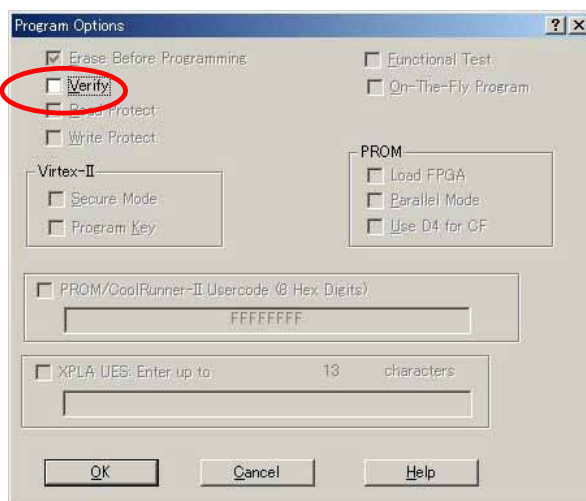 Program Options
Erase Before Programming
Functional Test
Verify
On-The-Fly Program
Read Protect
Write Protect
PROM
Virtex-II
Load FPGA
Secure Mode
Parallel Mode
Program Key
Use D4 for CF
PROM/CoolRunner-II Usercode (8 Hex Digits)
FFFFFFFF
XPLA UES: Enter up to 13 characters
OK Cancel Help